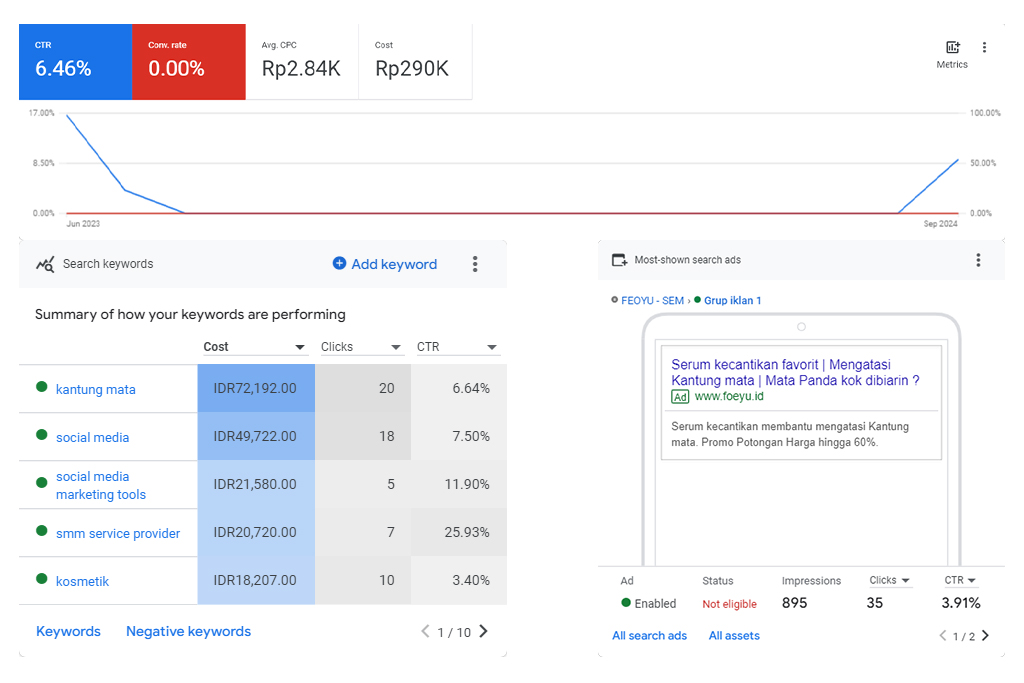 CTR
6.46%
Conv. rate
0.00%
Avg. CPC
Rp2.84K
Cost
Rp290K
Metrics
17.00%
100.00%
8.50%
50.00%
0.00%
0.00%
Jun 2023
Sep 2024
Search keywords
Add keyword
Summary of how your keywords are performing
Cost Clicks CTR
kantung mata IDR72,192.00 20 6.64%
social media IDR49,722.00 18 7.50%
social media
marketing tools IDR21,580.00 5 11.90%
smm service provider IDR20,720.00 7 25.93%
kosmetik IDR18,207.00 10 3.40%
Keywords Negative keywords 1 / 10
Most-shown search ads
FEOYU - SEM › Grup iklan 1
Serum kecantikan favorit | Mengatasi
Kantung mata | Mata Panda kok dibiarin ?
Ad www.foeyu.id
Serum kecantikan membantu mengatasi Kantung
mata. Promo Potongan Harga hingga 60%.
Ad Status Impressions Clicks CTR
Enabled Not eligible 895 35 3.91%
All search ads All assets 1 / 2